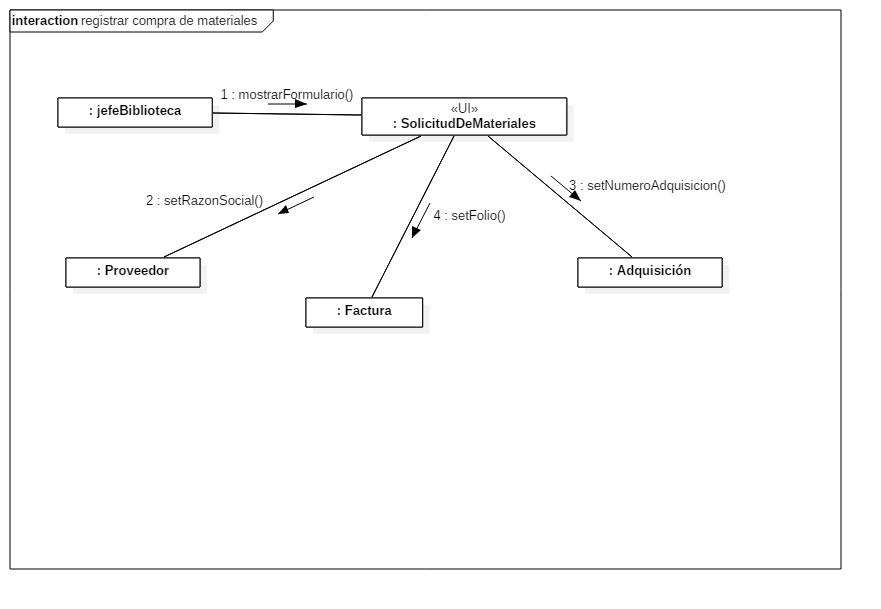 interaction registrar compra de materiales
1 : mostrarFormulario()
: jefeBiblioteca
«UI»
: SolicitudDeMateriales
2 : setRazonSocial()
3 : setNumeroAdquisicion()
4 : setFolio()
: Proveedor
: Adquisición
: Factura